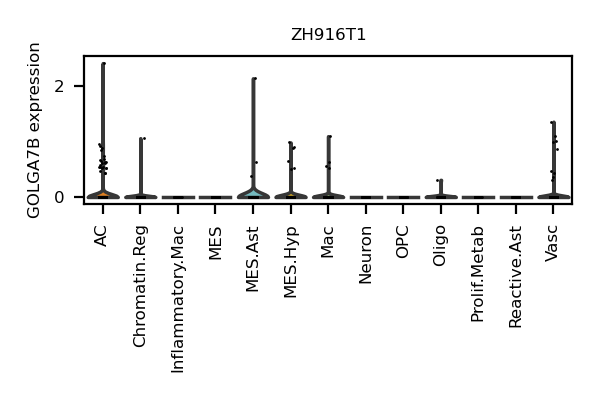 ZH916T1
GOLGA7B expression
2
0
AC
Chromatin.Reg
Inflammatory.Mac
MES
MES.Ast
MES.Hyp
Mac
Neuron
OPC
Oligo
Prolif.Metab
Reactive.Ast
Vasc